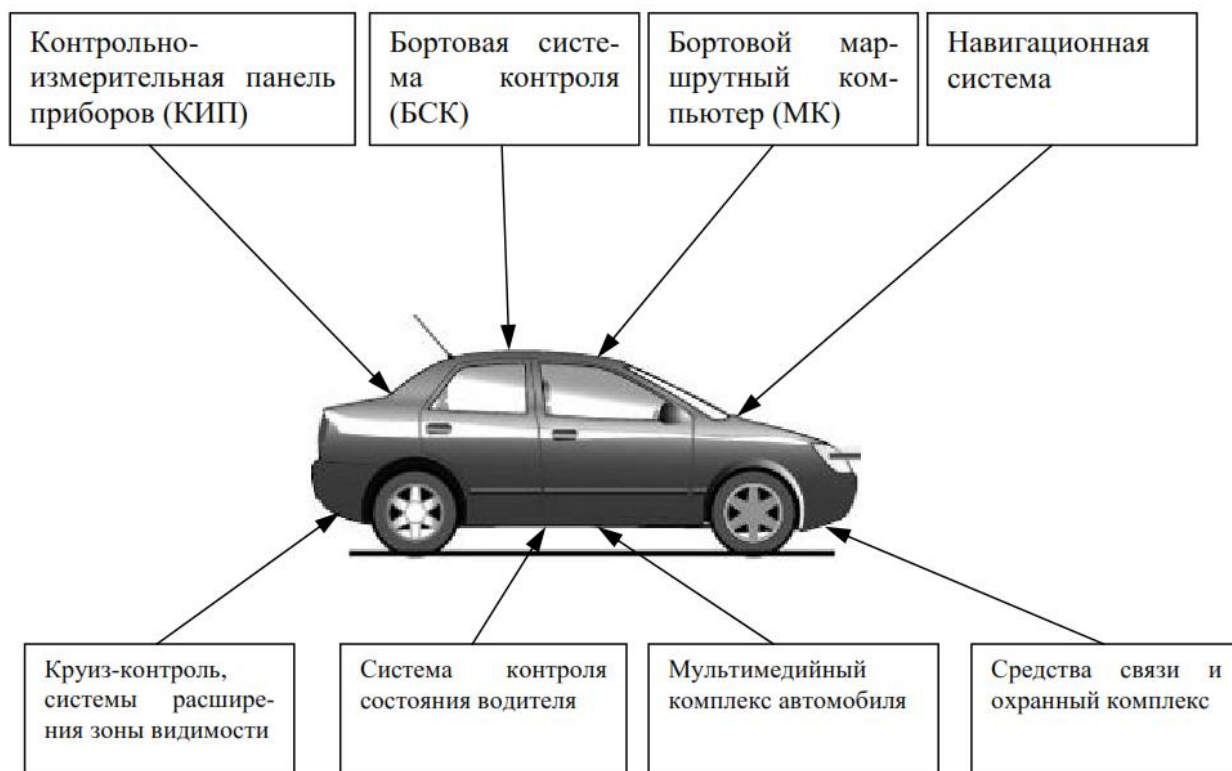 Контрольно-
измерительная панель
приборов (КИП)
Бортовая систе-
ма контроля
(БСК)
Бортовой мар-
шрутный ком-
пьютер (МК)
Навигационная
система
Круиз-контроль,
системы расшире-
ния зоны видимости
Система контроля
состояния водителя
Мультимедийный
комплекс автомобиля
Средства связи и
охранный комплекс